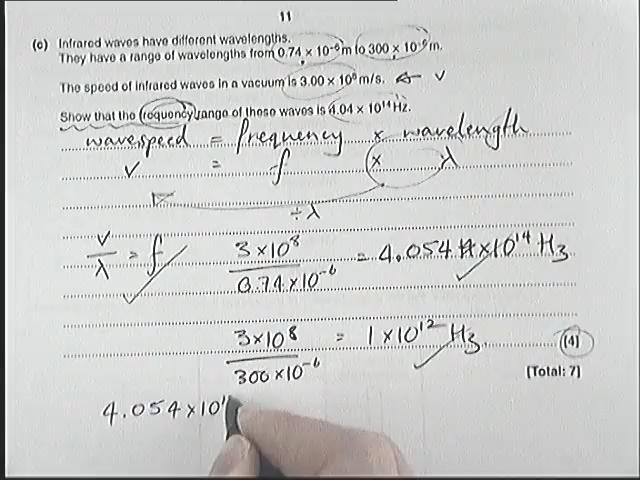 11
(c) Infrared waves have different wavelengths.
They have a range of wavelengths from 0.74 × 10⁻⁶ m to 300 × 10⁻⁶ m.
The speed of infrared waves in a vacuum is 3.00 × 10⁸ m/s. ← v
Show that the frequency range of these waves is 4.04 × 10¹⁴ Hz.
wavespeed = frequency × wavelength
v = f × λ
÷λ
v/λ = f ✓ 3×10⁸/0.74×10⁻⁶ = 4.054 ×10¹⁴ Hz ✓
✓
3×10⁸/300×10⁻⁶ = 1×10¹² Hz ✓ [4]
[Total: 7]
4.054×10¹